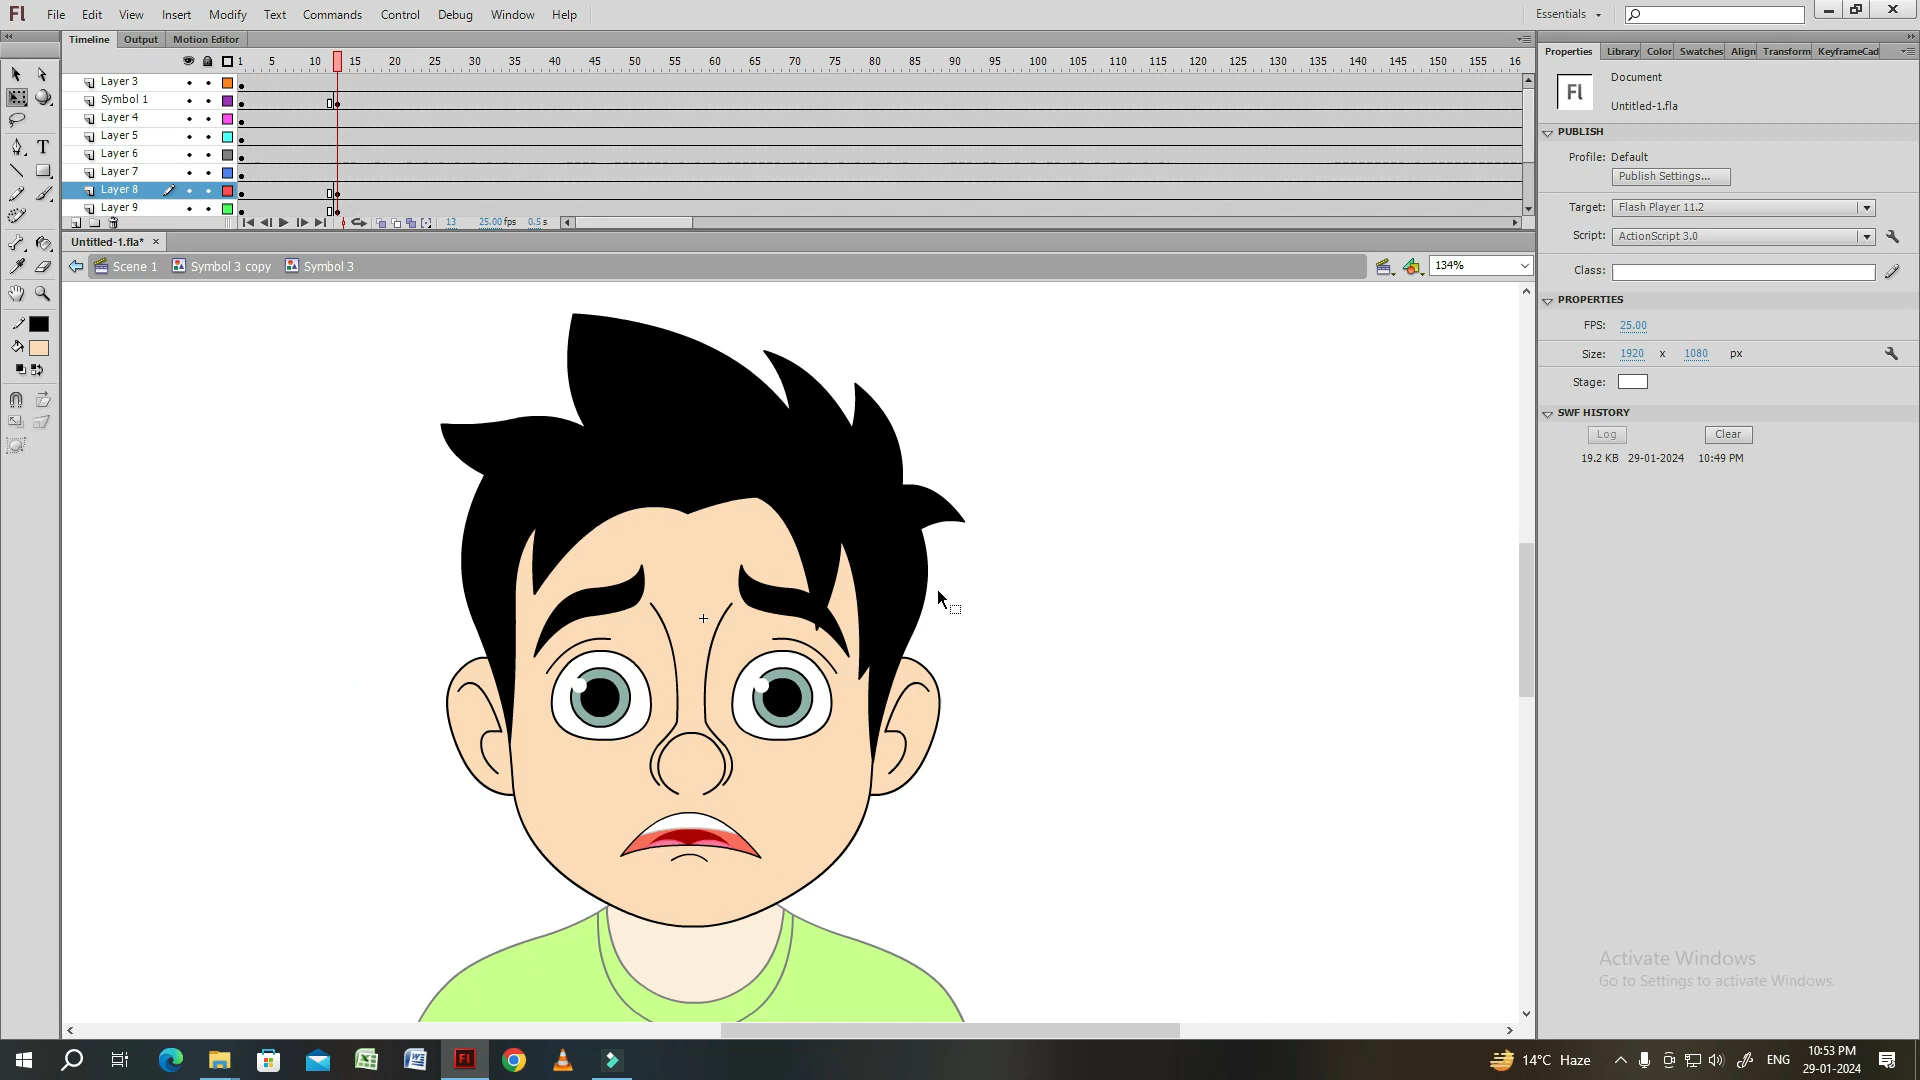 Fl File Edit View Insert Modify Text Commands Control Debug Window Help Essentials
Timeline Output Motion Editor
1 5 10 15 20 25 30 35 40 45 50 55 60 65 70 75 80 85 90 95 100 105 110 115 120 125 130 135 140 145 150 155 16
Layer 3
Symbol 1
Layer 4
Layer 5
Layer 6
Layer 7
Layer 8
Layer 9
13 25.00 fps 0.5 s
Untitled-1.fla*
Scene 1 Symbol 3 copy Symbol 3 134%
T
Properties Library Color Swatches Align Transform KeyframeCad
Fl
Document
Untitled-1.fla
PUBLISH
Profile: Default
Publish Settings...
Target: Flash Player 11.2
Script: ActionScript 3.0
Class:
PROPERTIES
FPS: 25.00
Size: 1920 x 1080 px
Stage:
SWF HISTORY
Log Clear
19.2 KB 29-01-2024 10:49 PM
Activate Windows
Go to Settings to activate Windows.
Fl
14°C Haze ENG 10:53 PM
29-01-2024